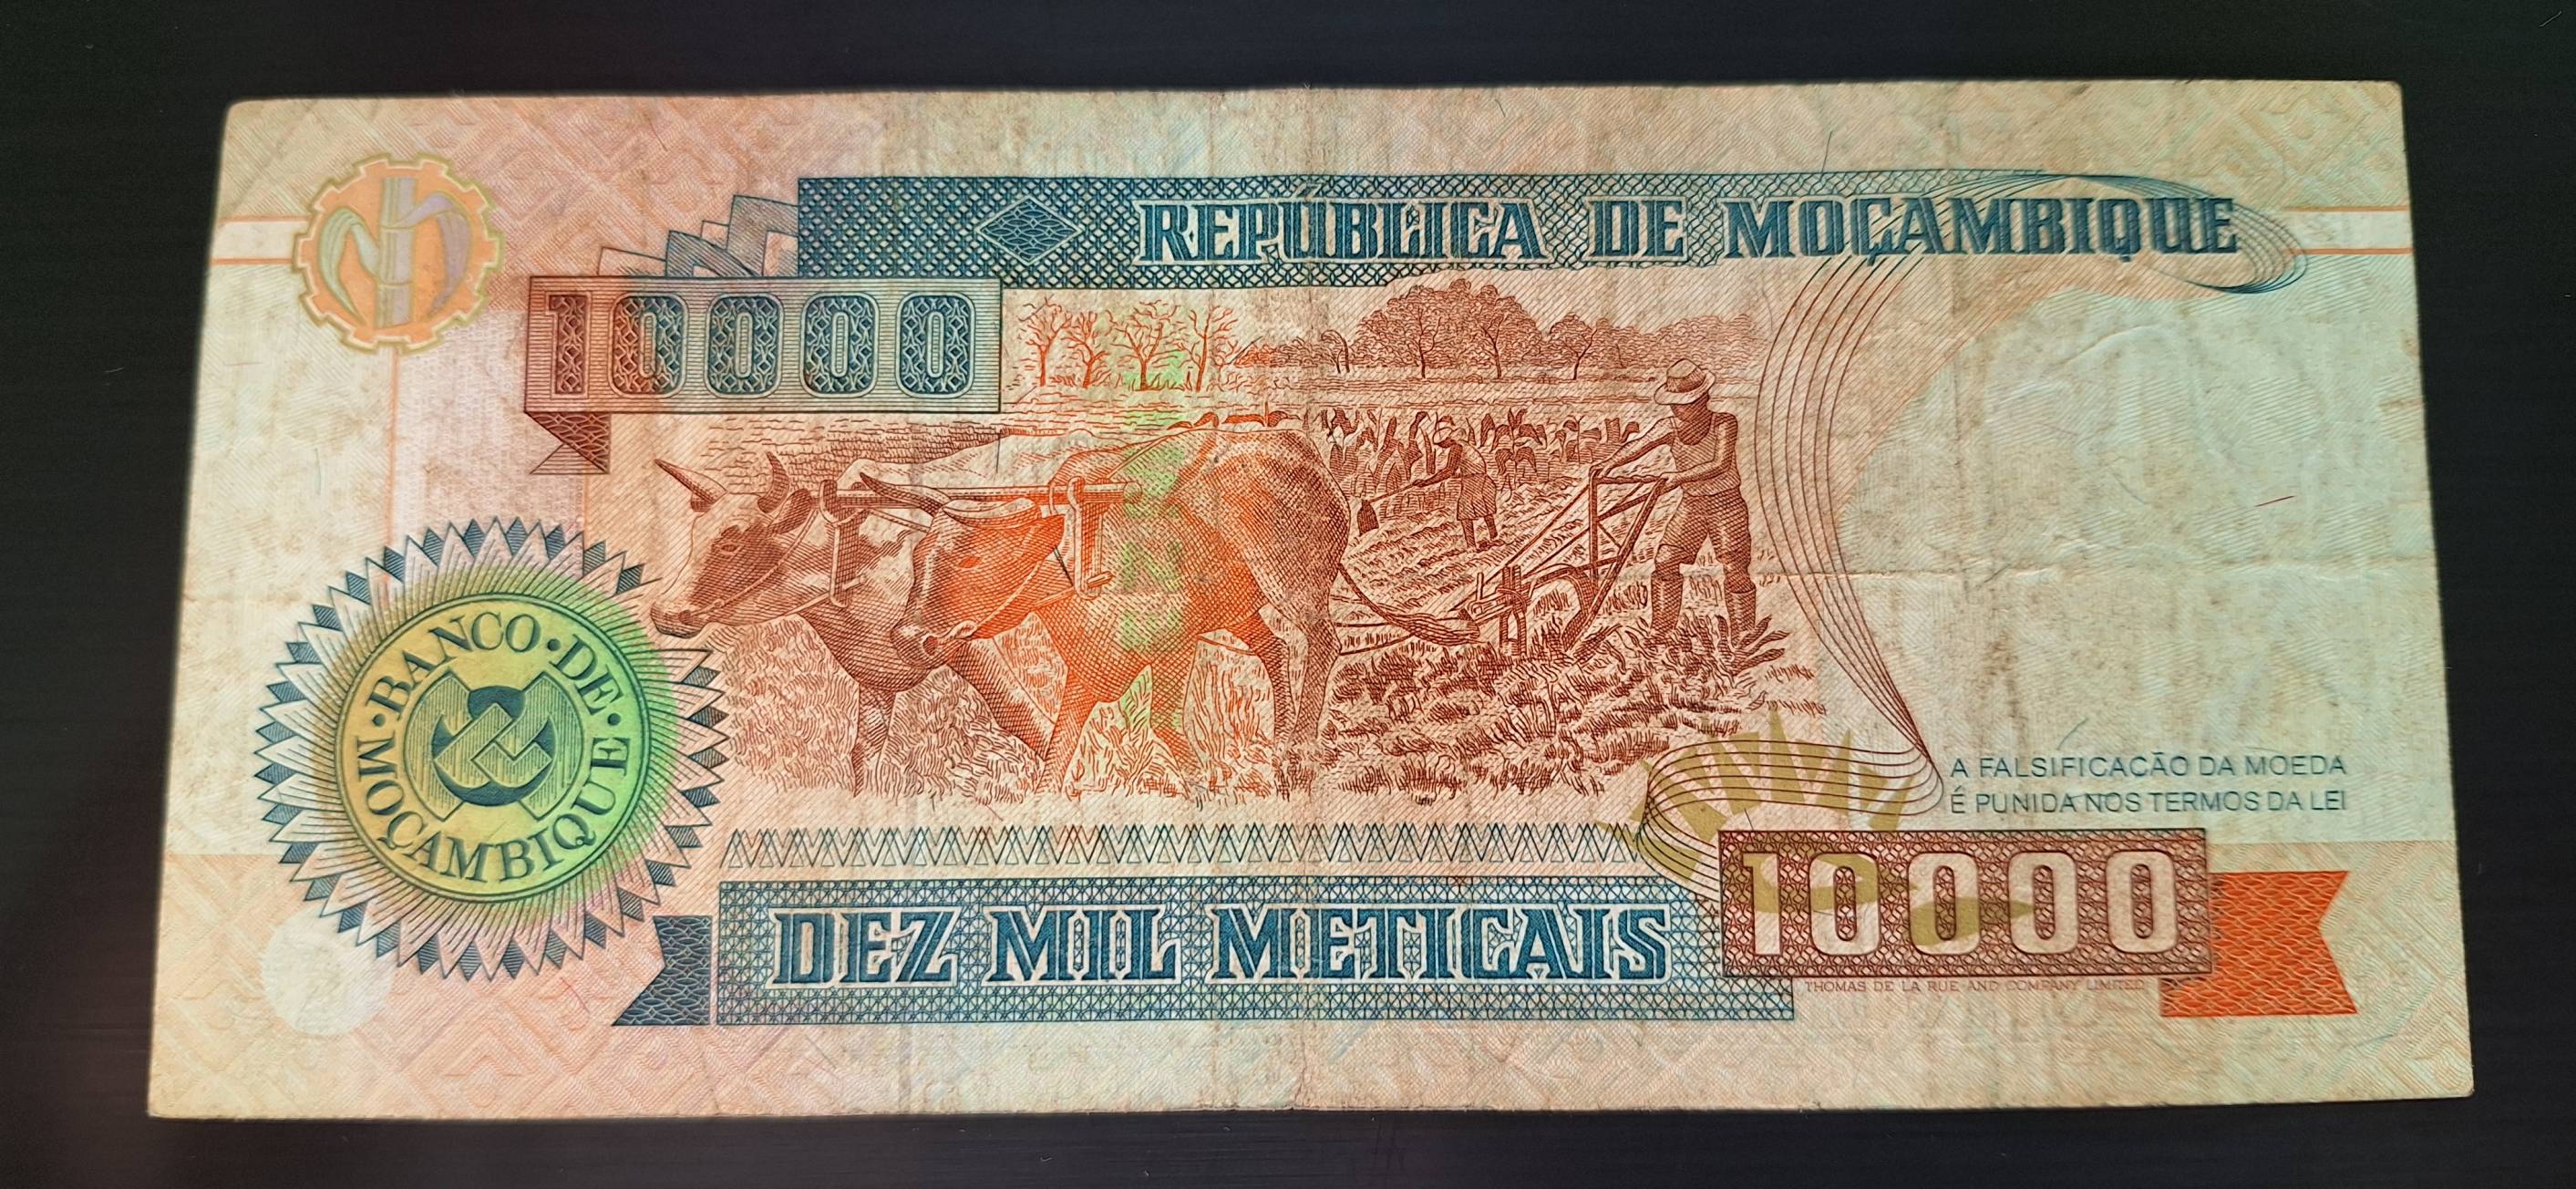 REPÚBLICA DE MOÇAMBIQUE
10000
BANCO · DE · MOÇAMBIQUE
A FALSIFICAÇÃO DA MOEDA
É PUNIDA NOS TERMOS DA LEI
10000
DEZ MIL METICAIS
THOMAS DE LA RUE AND COMPANY LIMITED